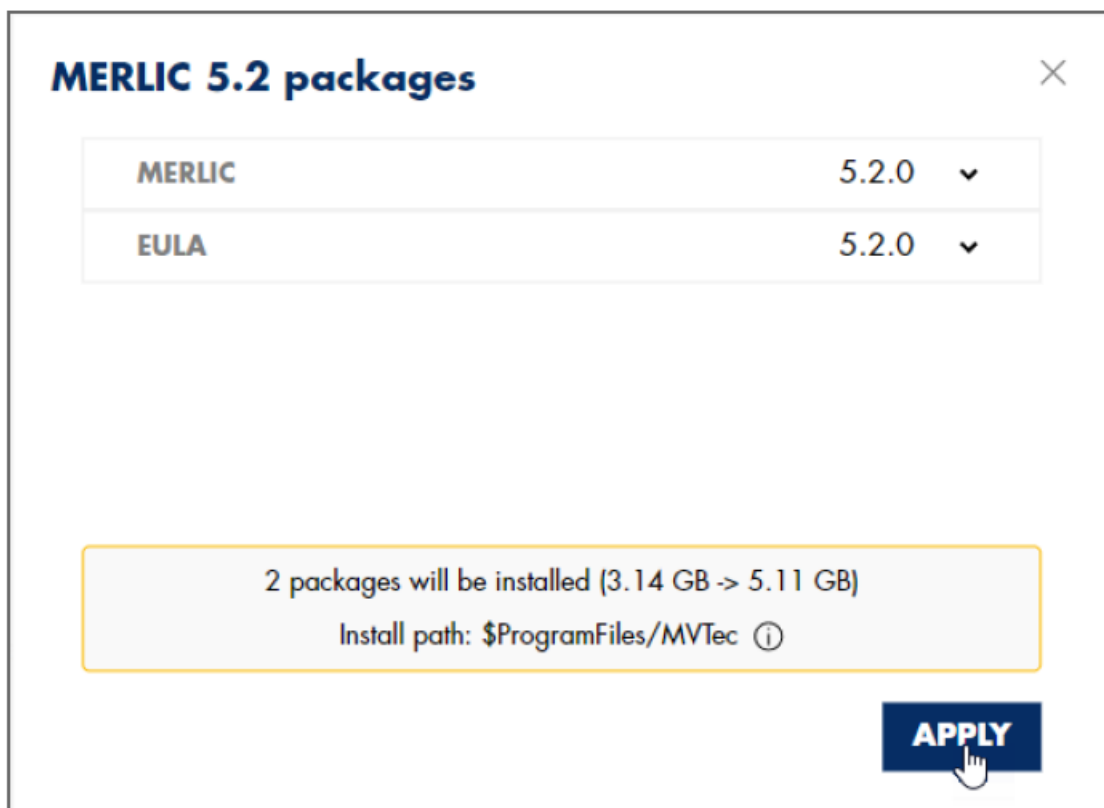 MERLIC 5.2 packages
MERLIC 5.2.0
EULA 5.2.0
2 packages will be installed (3.14 GB -> 5.11 GB)
Install path: $ProgramFiles/MVTec
APPLY